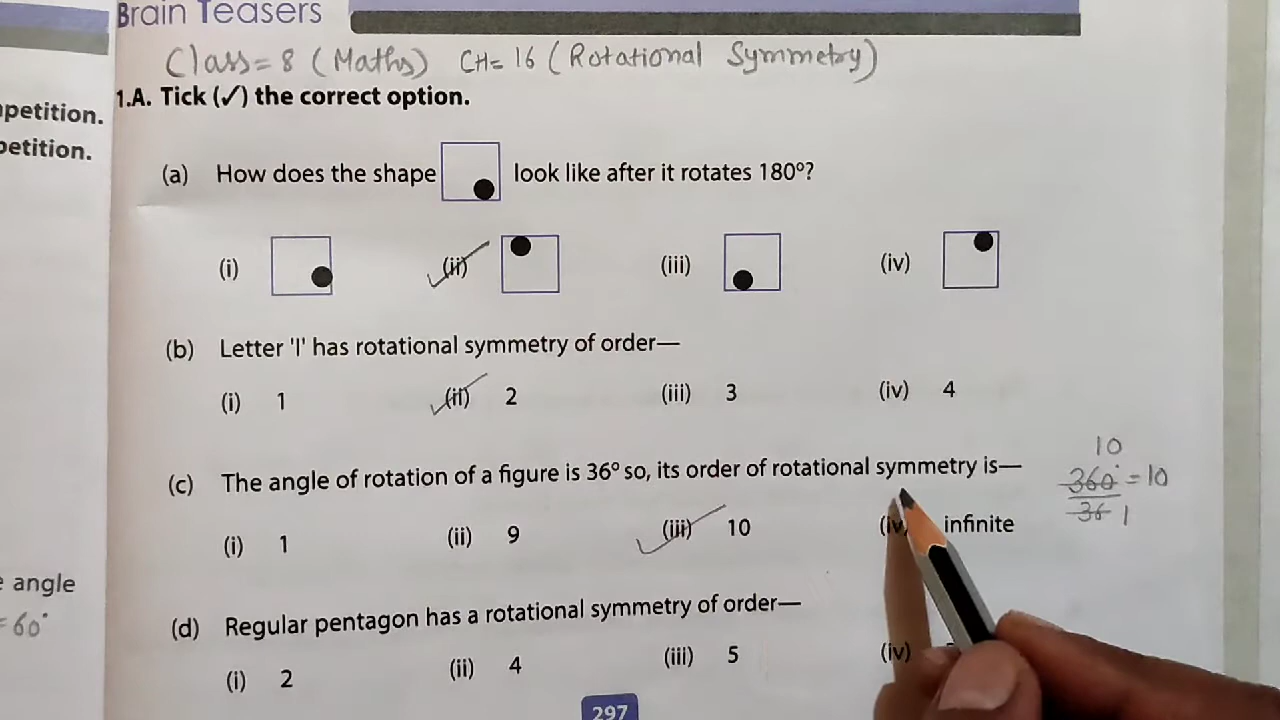 Brain Teasers
Class = 8 (Maths) CH = 16 (Rotational Symmetry)
1.A. Tick (✓) the correct option.
petition.
petition.
(a) How does the shape look like after it rotates 180º?
(i) (ii) (iii) (iv)
(b) Letter 'I' has rotational symmetry of order—
(i) 1 (ii) 2 (iii) 3 (iv) 4
(c) The angle of rotation of a figure is 36º so, its order of rotational symmetry is—
10
360° = 10
36 1
(i) 1 (ii) 9 (iii) 10 (iv) infinite
angle
= 60°
(d) Regular pentagon has a rotational symmetry of order—
(i) 2 (ii) 4 (iii) 5 (iv)
297